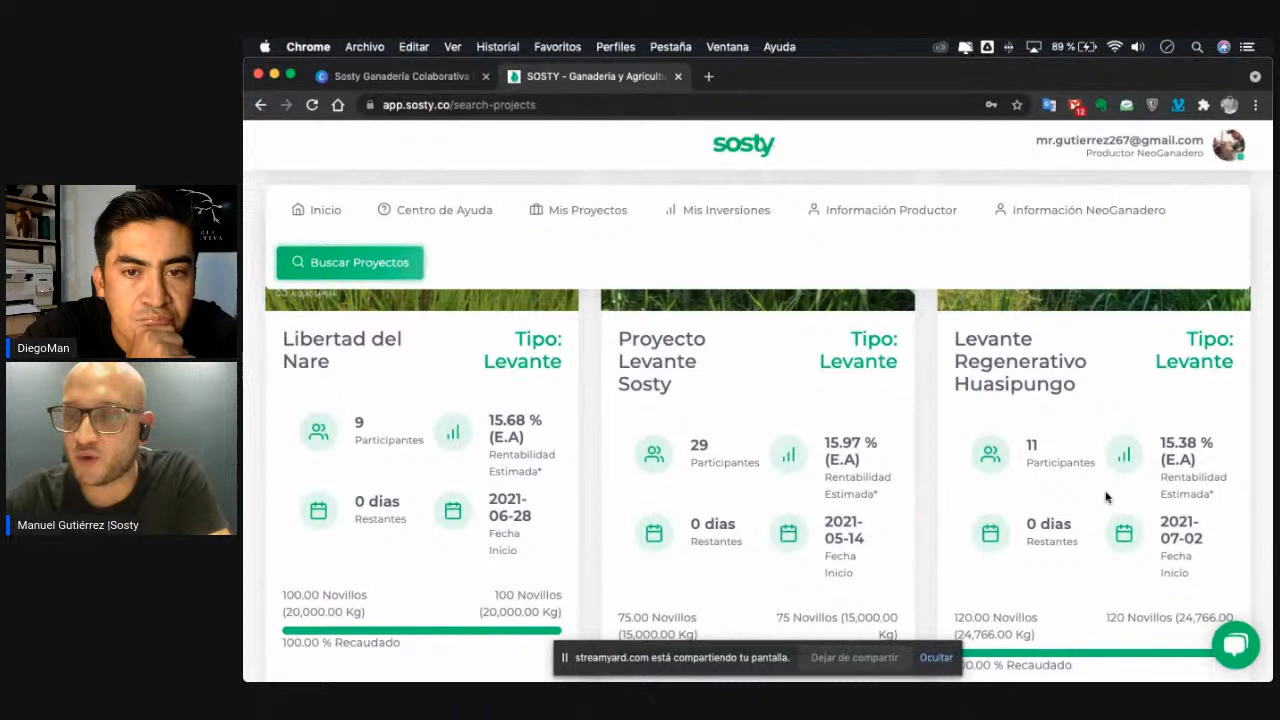 Chrome Archivo Editar Ver Historial Favoritos Perfiles Pestaña Ventana Ayuda
89 %
Sosty Ganadería Colaborativa
SOSTY - Ganaderia y Agricultu
app.sosty.co/search-projects
12
sosty
mr.gutierrez267@gmail.com
Productor NeoGanadero
Inicio
Centro de Ayuda
Mis Proyectos
Mis Inversiones
Información Productor
Información NeoGanadero
Buscar Proyectos
Libertad del
Nare
Tipo:
Levante
9
Participantes
15.68 %
(E.A)
Rentabilidad
Estimada*
0 dias
Restantes
2021-
06-28
Fecha
Inicio
100.00 Novillos
(20,000.00 Kg)
100 Novillos
(20,000.00 Kg)
100.00 % Recaudado
Proyecto
Levante
Sosty
Tipo:
Levante
29
Participantes
15.97 %
(E.A)
Rentabilidad
Estimada*
0 dias
Restantes
2021-
05-14
Fecha
Inicio
75.00 Novillos
(15,000.00 Kg)
75 Novillos (15,000.00
Kg)
Levante
Regenerativo
Huasipungo
Tipo:
Levante
11
Participantes
15.38 %
(E.A)
Rentabilidad
Estimada*
0 dias
Restantes
2021-
07-02
Fecha
Inicio
120.00 Novillos
(24,766.00 Kg)
120 Novillos (24,766.00
00.00 % Recaudado
streamyard.com está compartiendo tu pantalla.
Dejar de compartir
Ocultar
DiegoMan
Manuel Gutiérrez |Sosty